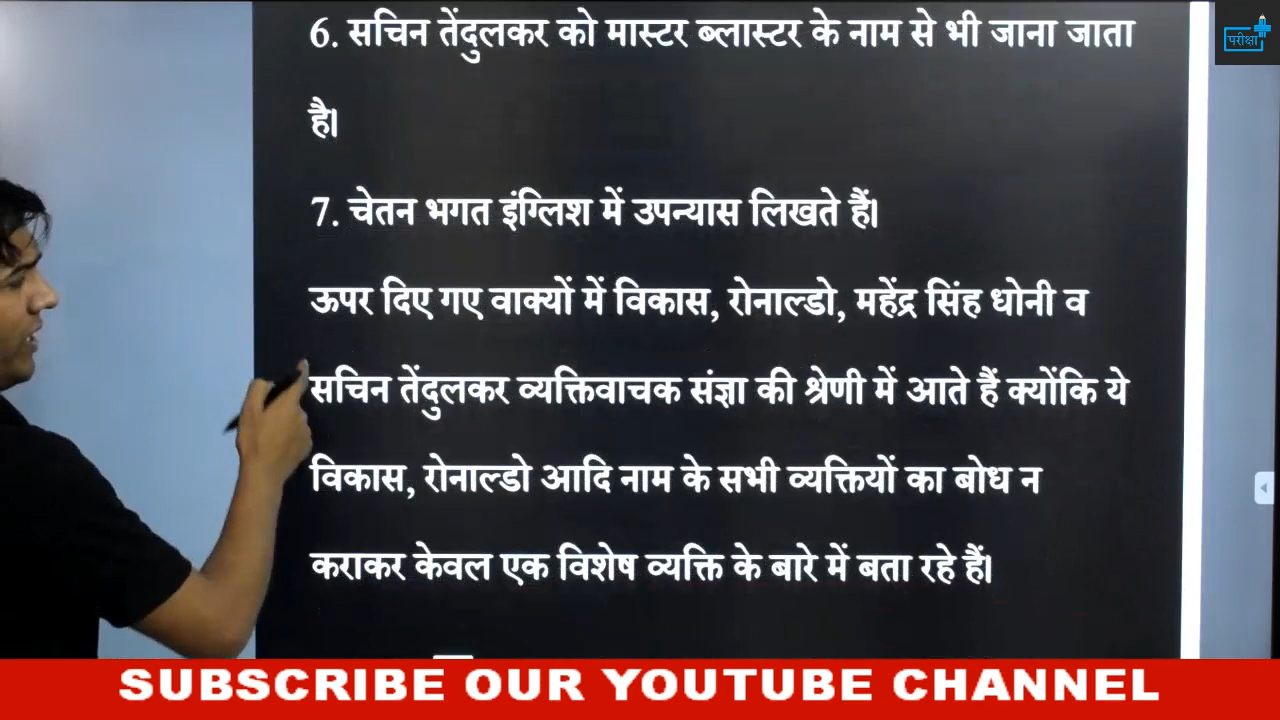 6. सचिन तेंदुलकर को मास्टर ब्लास्टर के नाम से भी जाना जाता
है।
7. चेतन भगत इंग्लिश में उपन्यास लिखते हैं।
ऊपर दिए गए वाक्यों में विकास, रोनाल्डो, महेंद्र सिंह धोनी व
सचिन तेंदुलकर व्यक्तिवाचक संज्ञा की श्रेणी में आते हैं क्योंकि ये
विकास, रोनाल्डो आदि नाम के सभी व्यक्तियों का बोध न
कराकर केवल एक विशेष व्यक्ति के बारे में बता रहे हैं।
परीक्षा
SUBSCRIBE OUR YOUTUBE CHANNEL